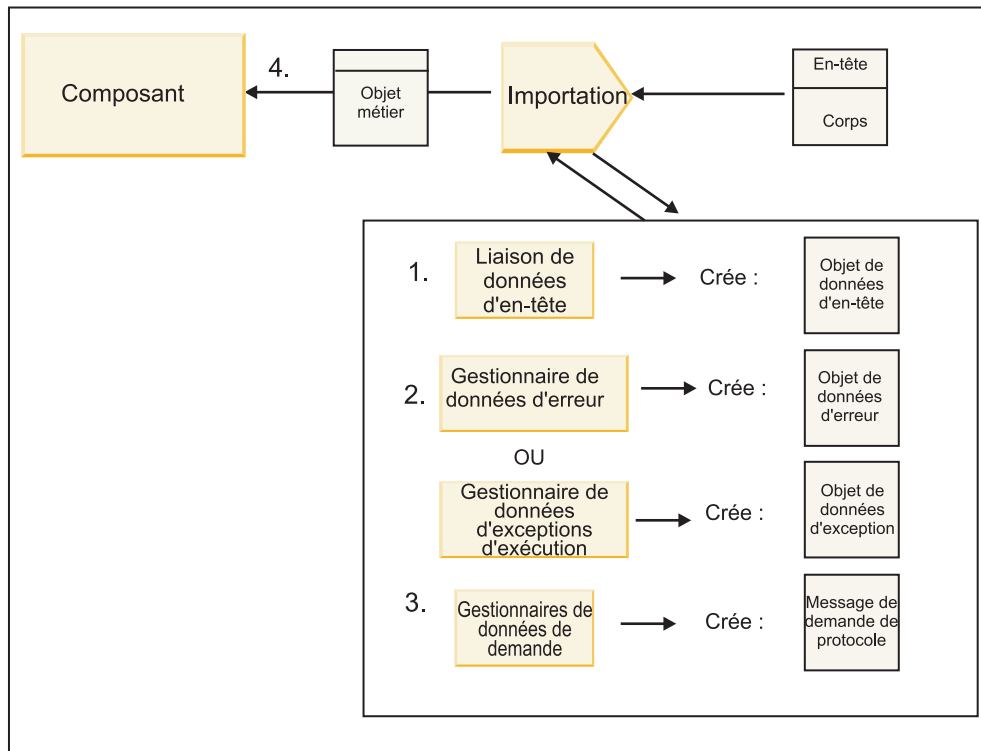 Composant
4.
Objet
métier
Importation
En-tête
Corps
1.
Liaison de
données
d'en-tête
Crée :
Objet de
données
d'en-tête
2.
Gestionnaire de
données d'erreur
Crée :
Objet de
données
d'erreur
OU
Gestionnaire de
données
d'exceptions
d'exécution
Crée :
Objet de
données
d'exception
3.
Gestionnaires de
données de
demande
Crée :
Message de
demande de
protocole